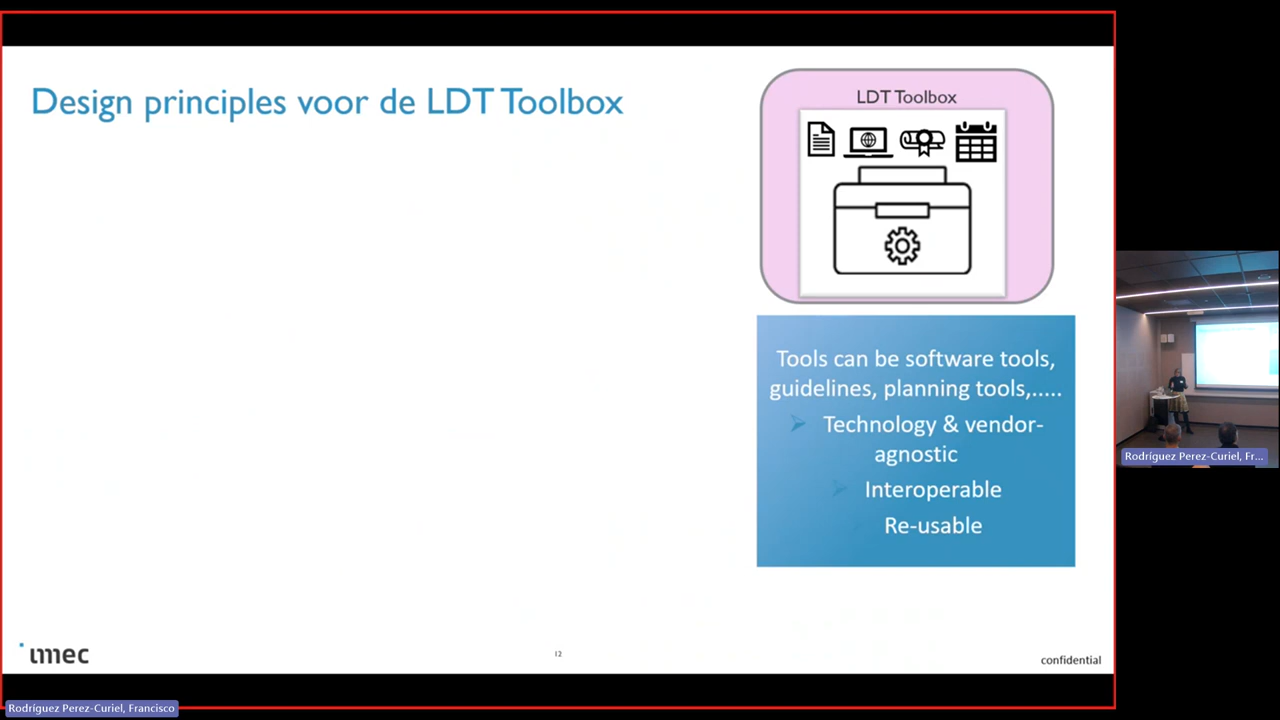 Design principles voor de LDT Toolbox
LDT Toolbox
Tools can be software tools,
guidelines, planning tools,.....
Technology & vendor-
agnostic
Interoperable
Re-usable
imec
12
confidential
Rodríguez Perez-Curiel, Fr...
Rodríguez Perez-Curiel, Francisco